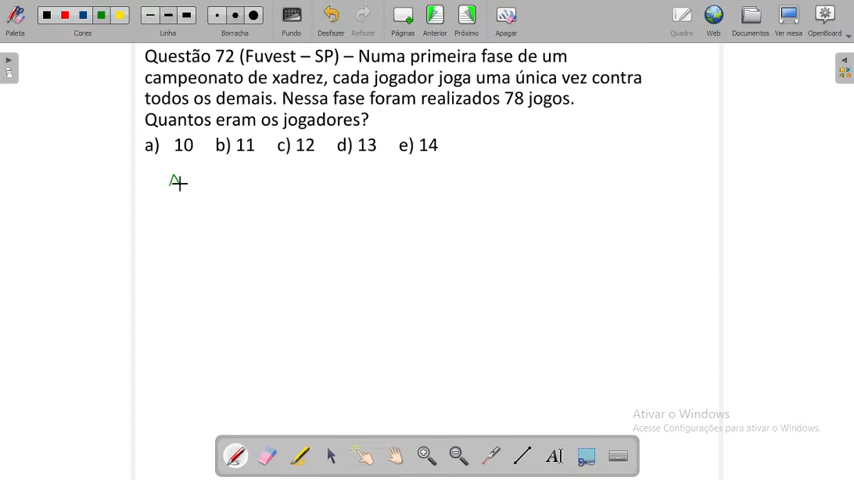 Paleta
Cores
Linha
Borracha
Fundo
Desfazer
Refazer
Páginas
Anterior
Próximo
Apagar
Quadro
Web
Documentos
Ver mesa
OpenBoard
Questão 72 (Fuvest – SP) – Numa primeira fase de um
campeonato de xadrez, cada jogador joga uma única vez contra
todos os demais. Nessa fase foram realizados 78 jogos.
Quantos eram os jogadores?
a) 10 b) 11 c) 12 d) 13 e) 14
A
Ativar o Windows
Acesse Configurações para ativar o Windows.
AI